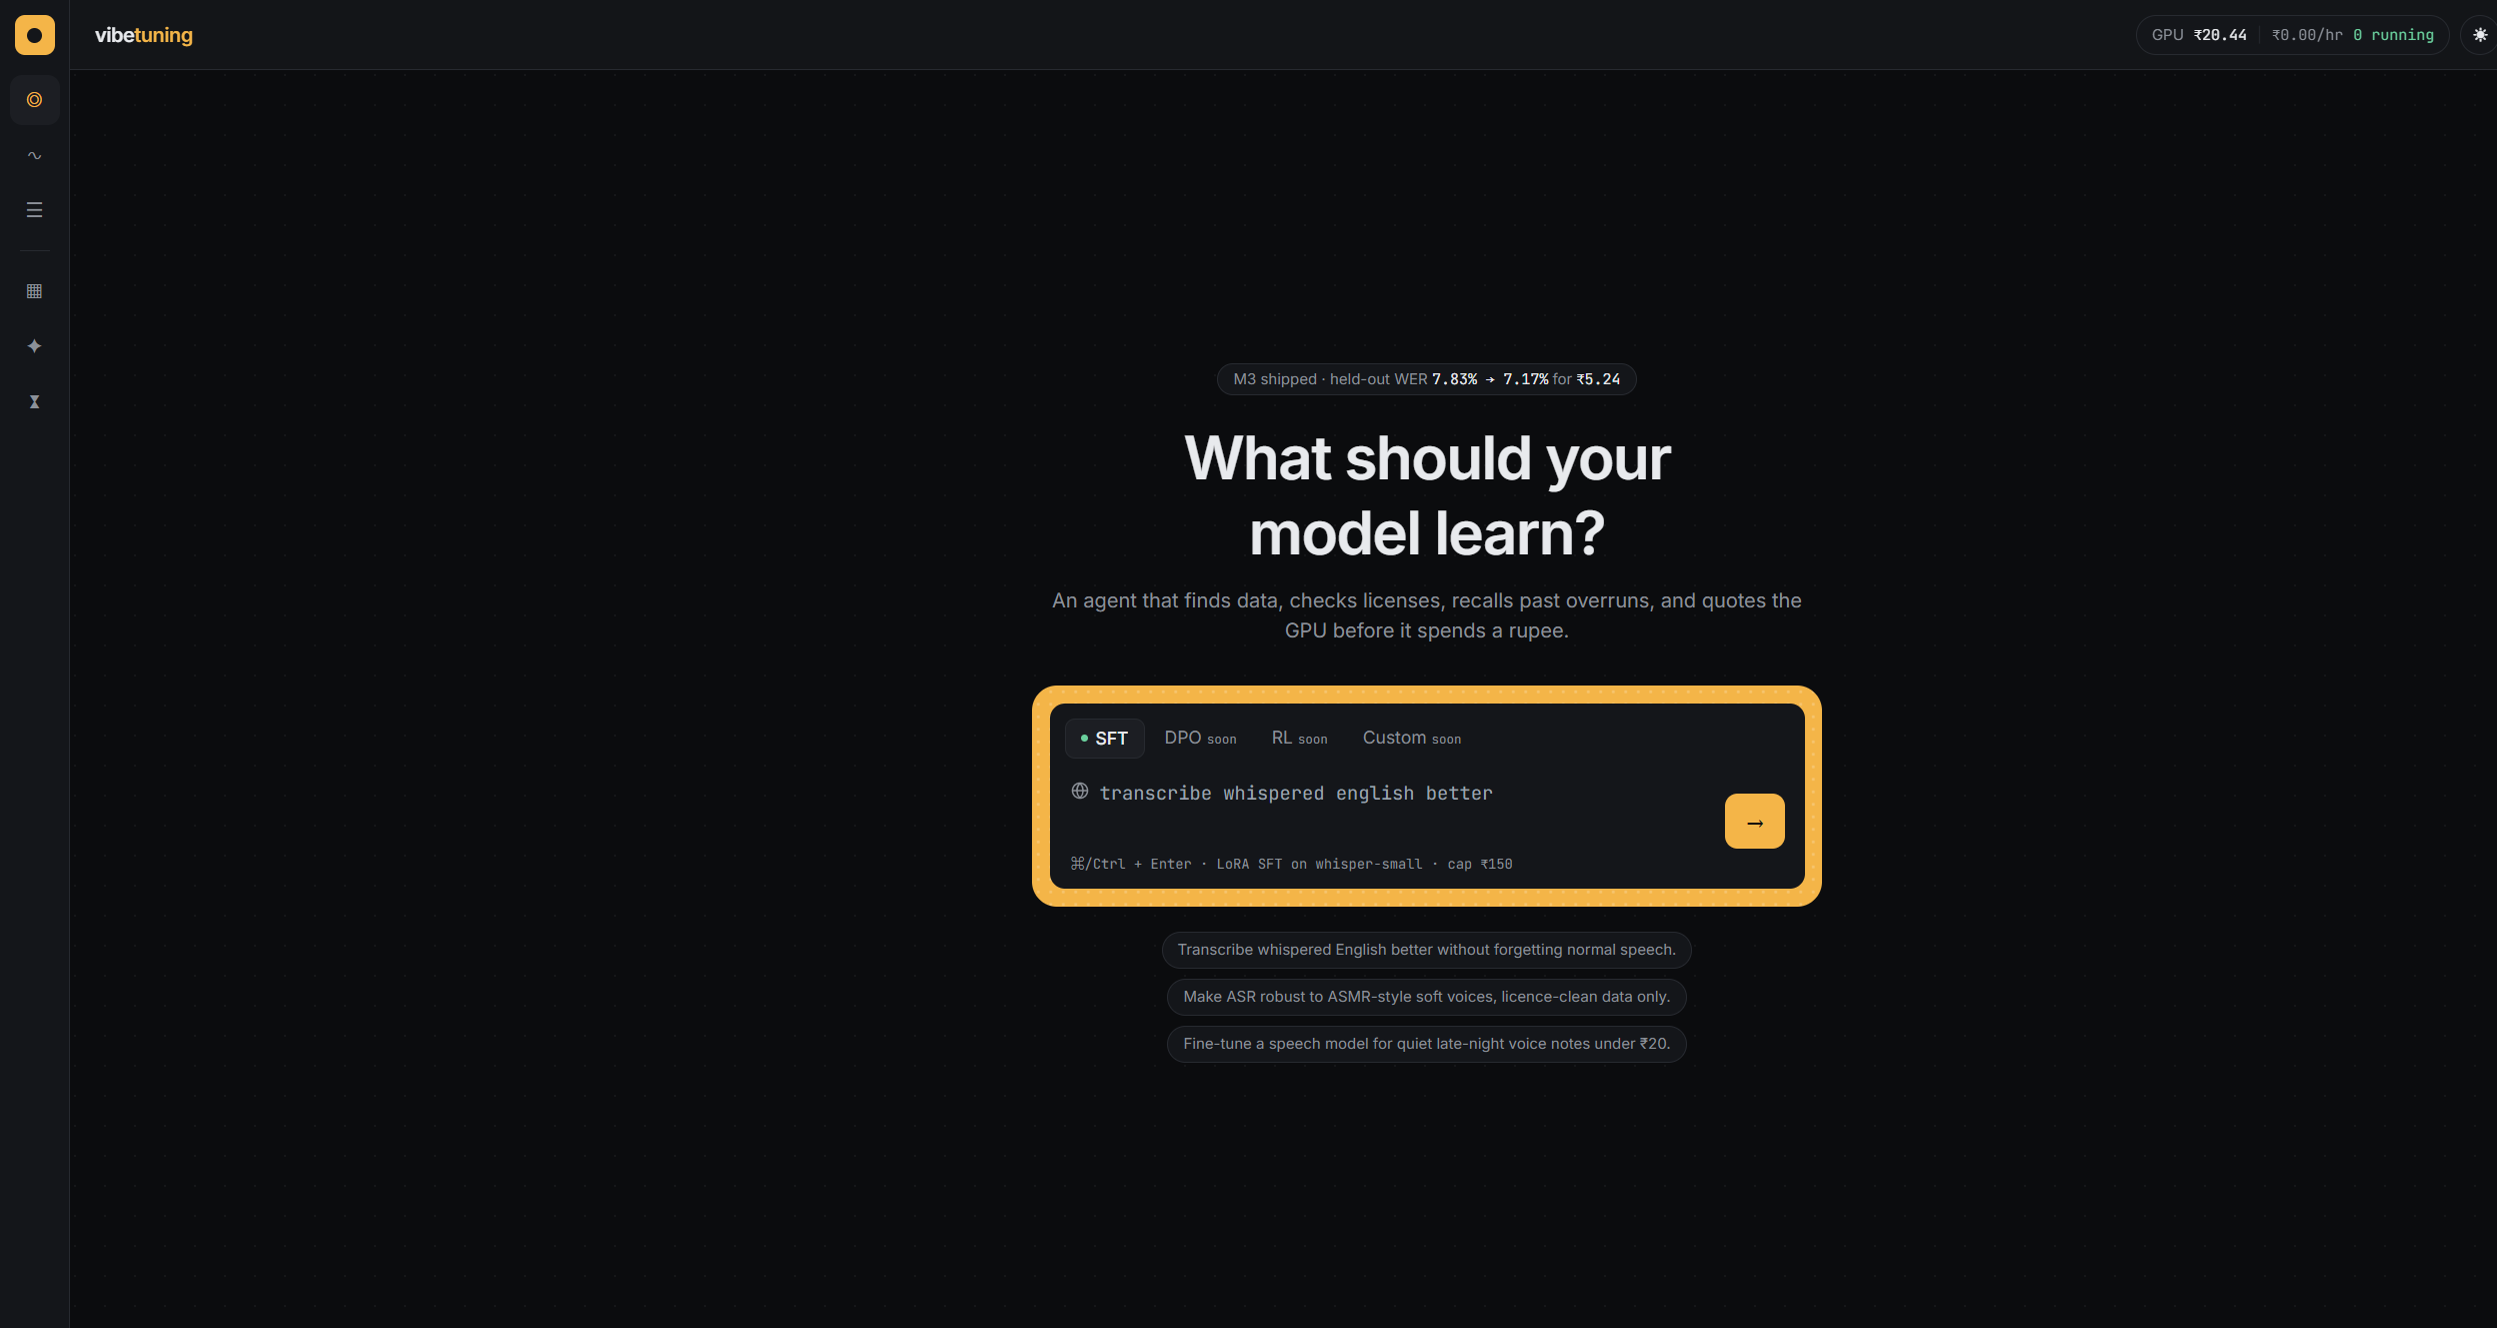 vibetuning
GPU ₹20.44 ₹0.00/hr 0 running
M3 shipped · held-out WER 7.83% → 7.17% for ₹5.24
What should your
model learn?
An agent that finds data, checks licenses, recalls past overruns, and quotes the
GPU before it spends a rupee.
SFT DPO soon RL soon Custom soon
transcribe whispered english better
→
⌘/Ctrl + Enter · LoRA SFT on whisper-small · cap ₹150
Transcribe whispered English better without forgetting normal speech.
Make ASR robust to ASMR-style soft voices, licence-clean data only.
Fine-tune a speech model for quiet late-night voice notes under ₹20.